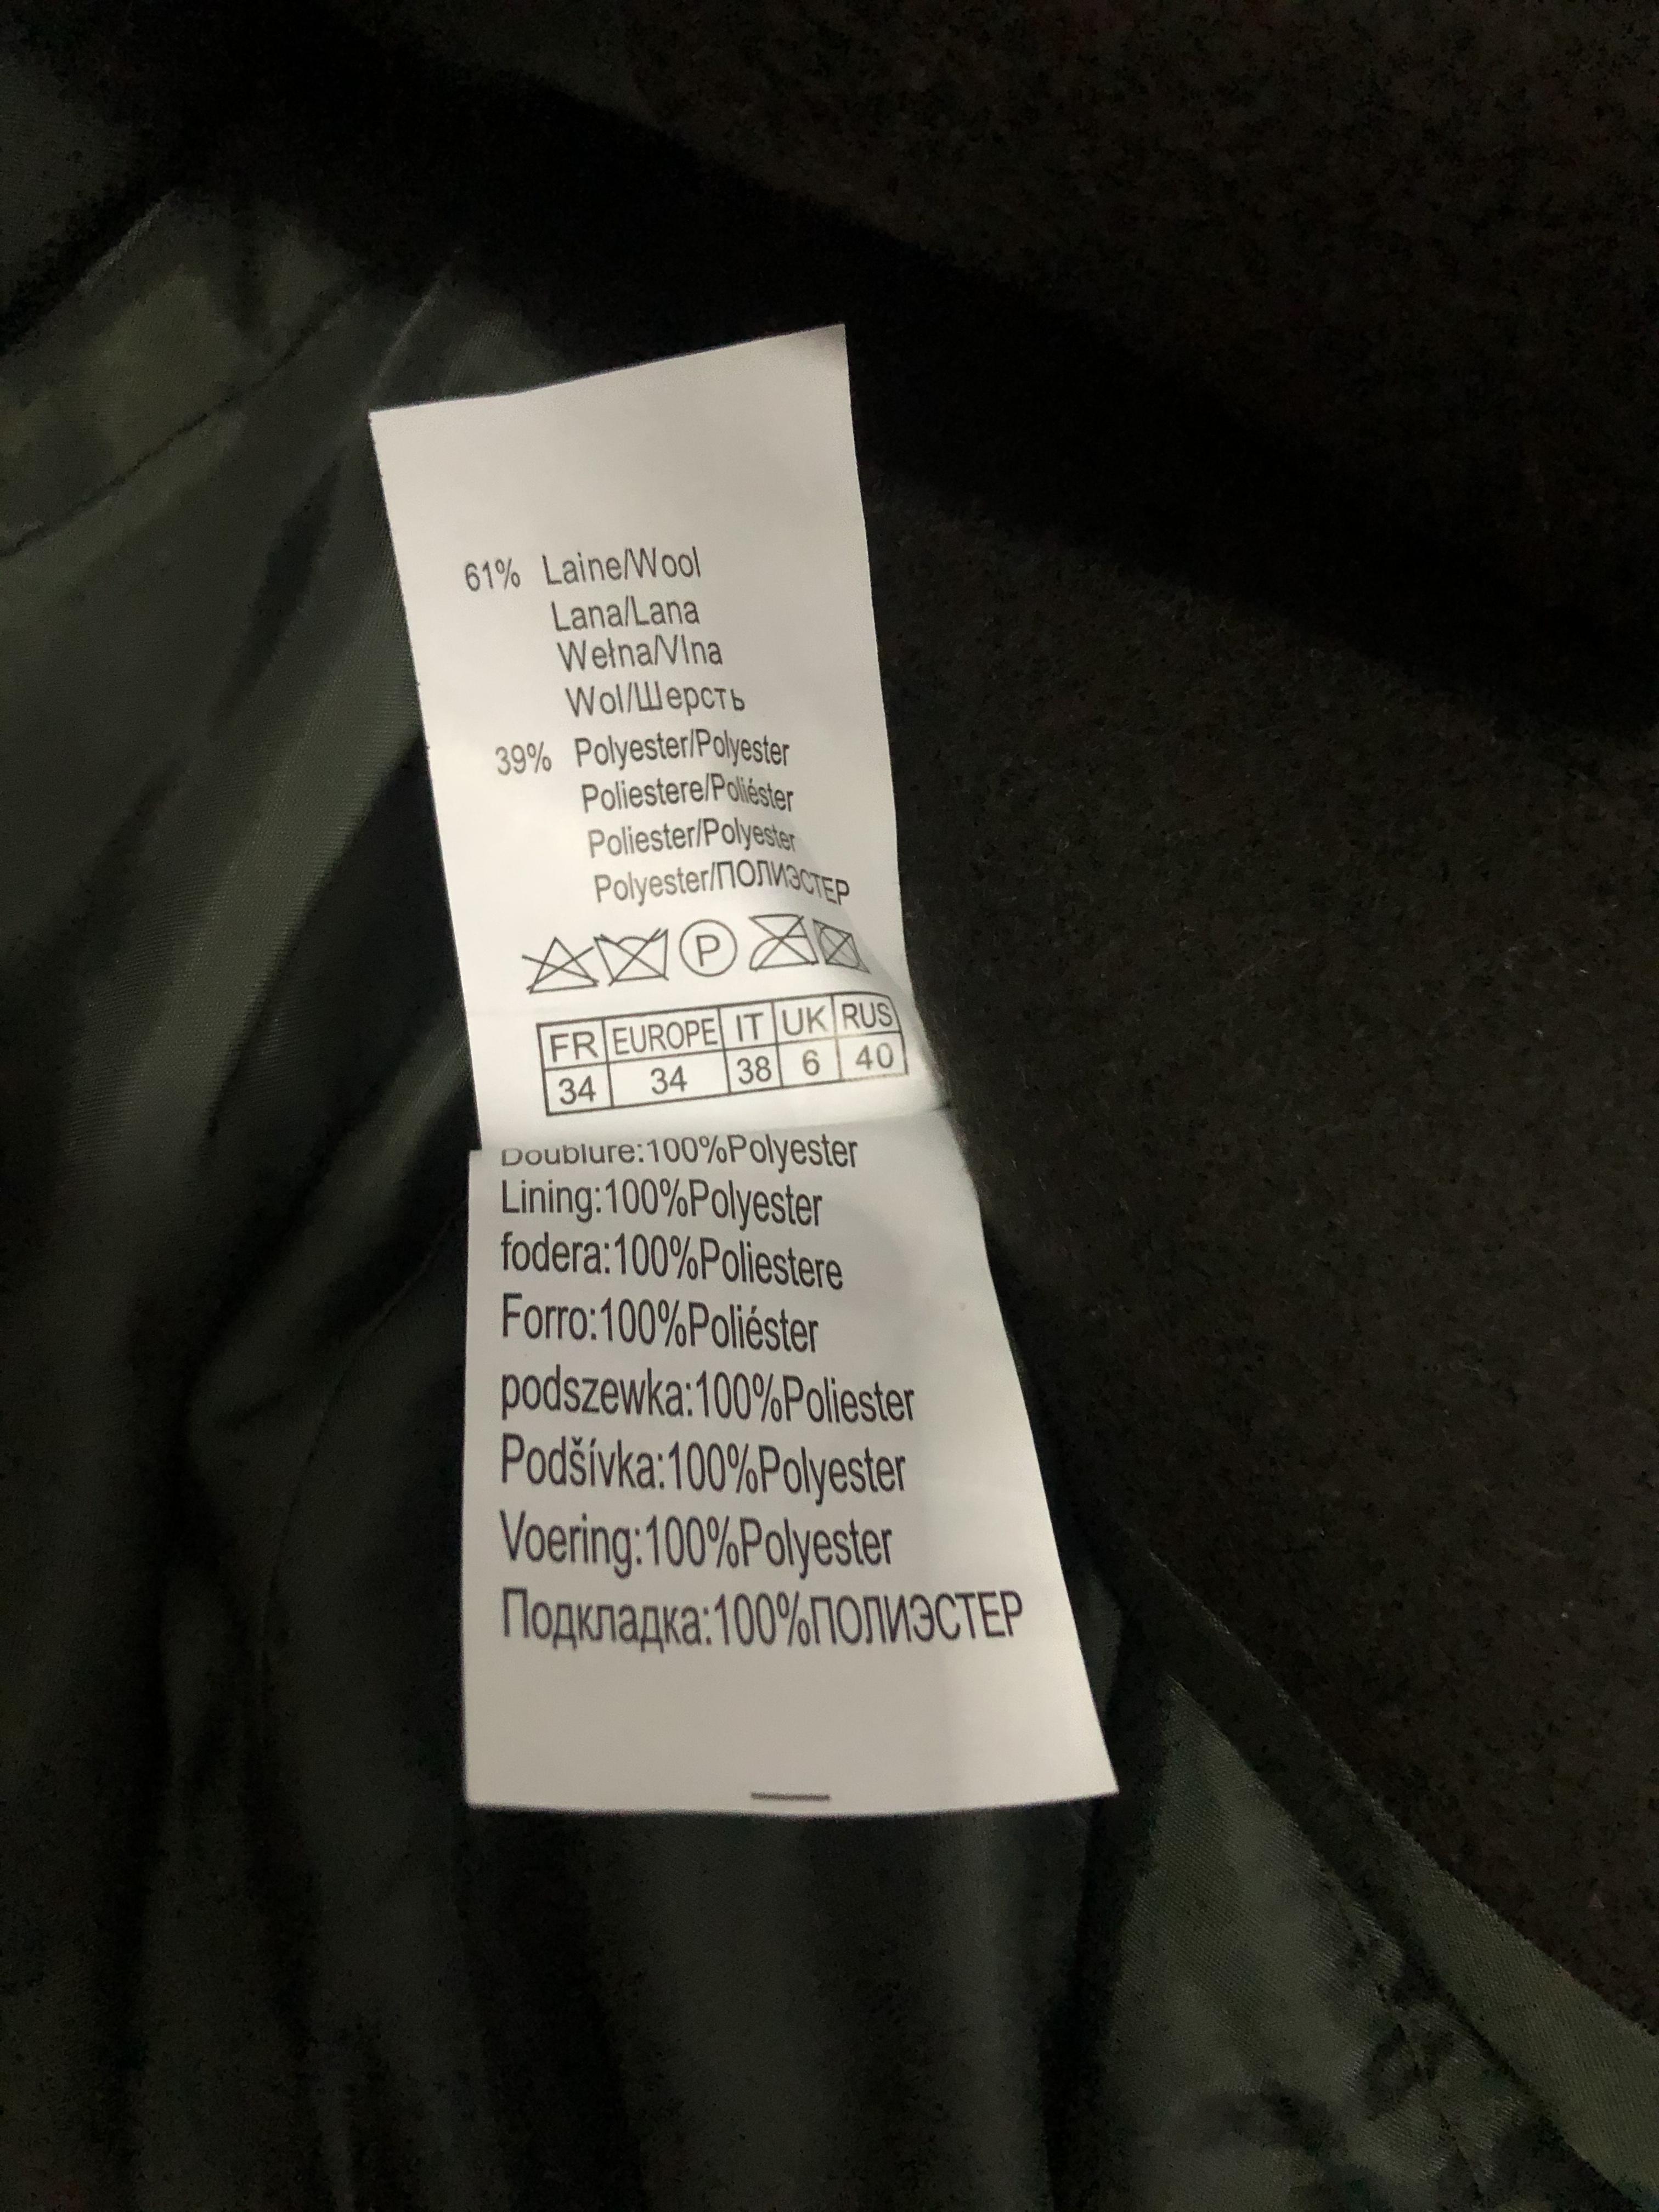 61% Laine/Wool
Lana/Lana
Wełna/Vlna
Wol/Шерсть
39% Polyester/Polyester
Poliestere/Poliéster
Poliester/Polyester
Polyester/ПОЛИЭСТЕР
P
FR EUROPE IT UK RUS
34 34 38 6 40
Doublure:100%Polyester
Lining:100%Polyester
fodera:100%Poliestere
Forro:100%Poliéster
podszewka:100%Poliester
Podšívka:100%Polyester
Voering:100%Polyester
Подкладка:100%ПОЛИЭСТЕР